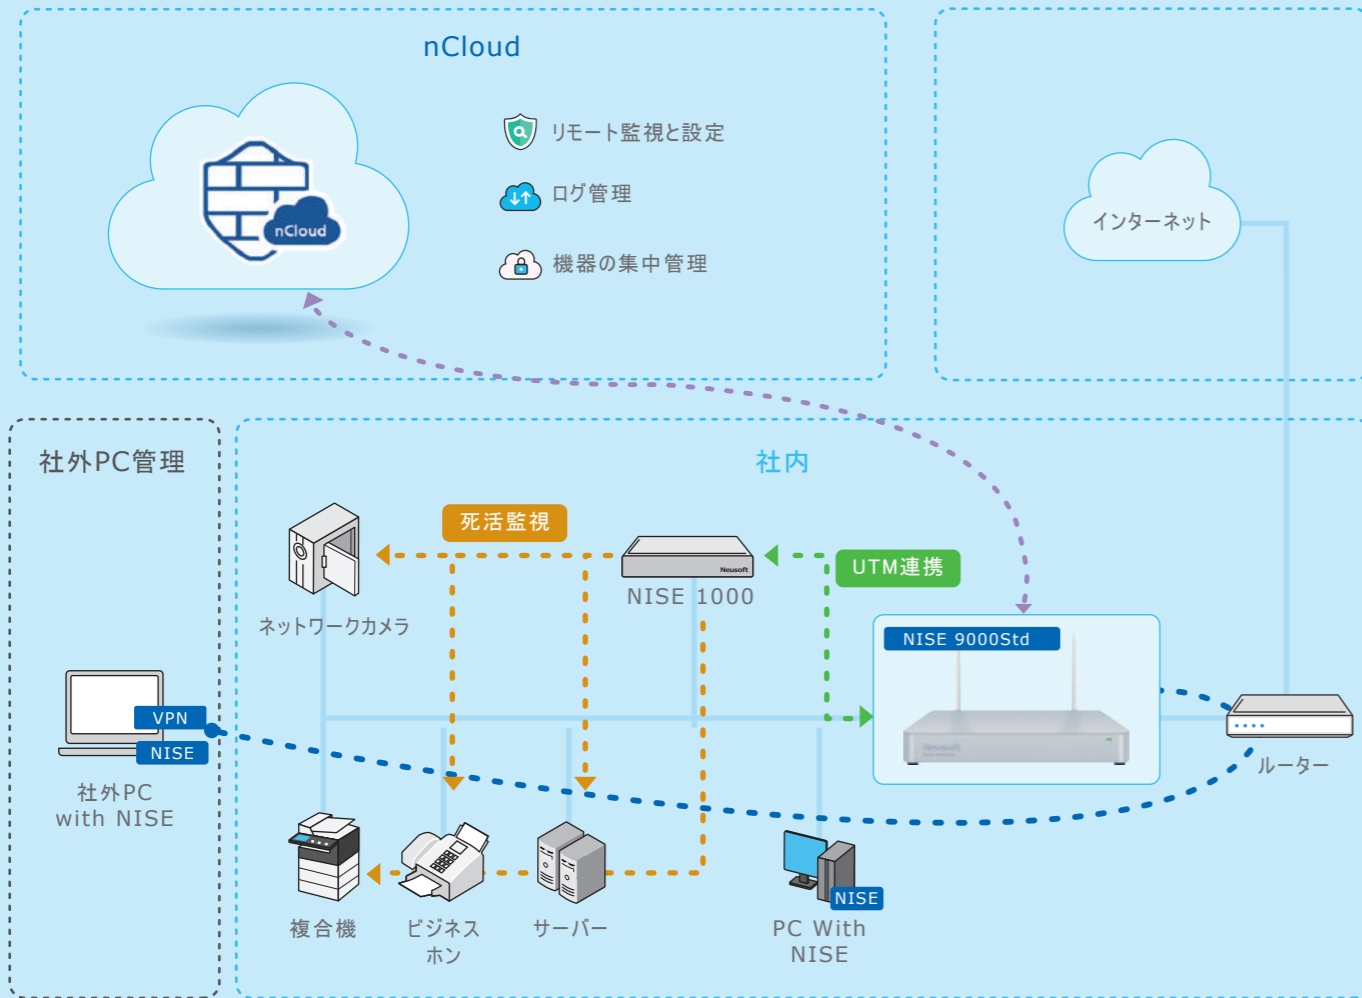 nCloud
nCloud
リモート監視と設定
ログ管理
機器の集中管理
インターネット
社外PC管理
社内
死活監視
Neusoft
NISE 1000
UTM連携
ネットワークカメラ
NISE 9000Std
Neusoft
VPN
NISE
社外PC
with NISE
ルーター
複合機
ビジネス
ホン
サーバー
NISE
PC With
NISE